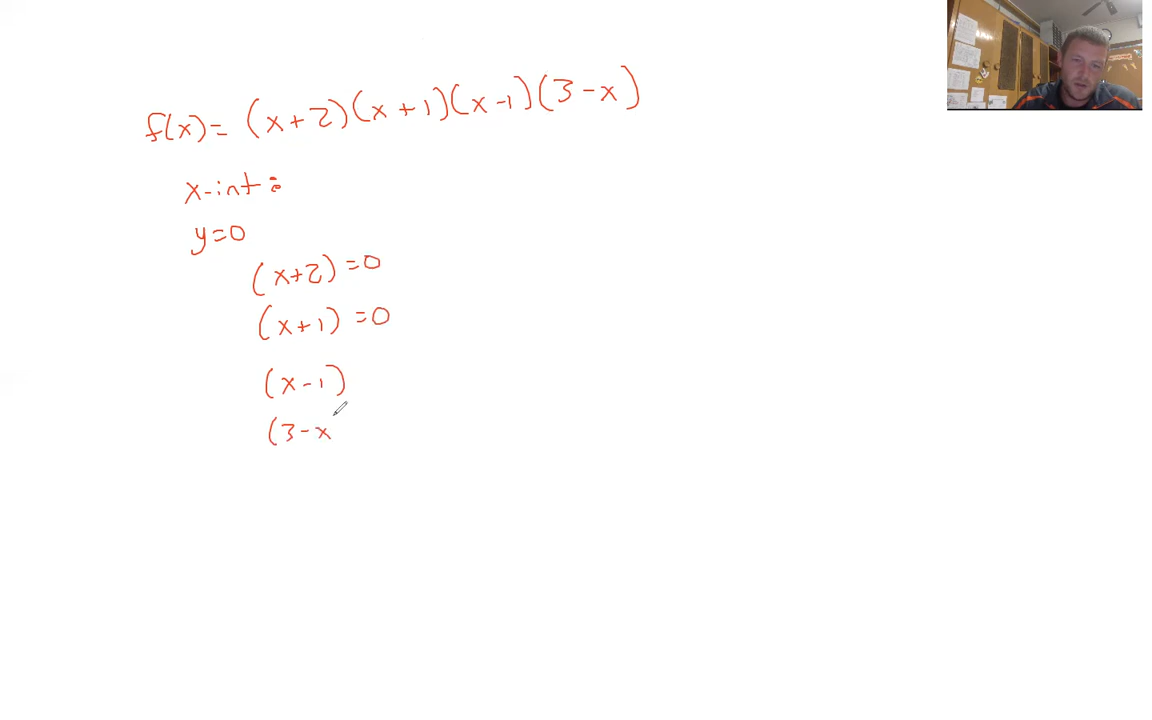 f(x)= (x+2)(x+1)(x-1)(3-x)
x-int:
y=0
(x+2)=0
(x+1)=0
(x-1)
(3-x